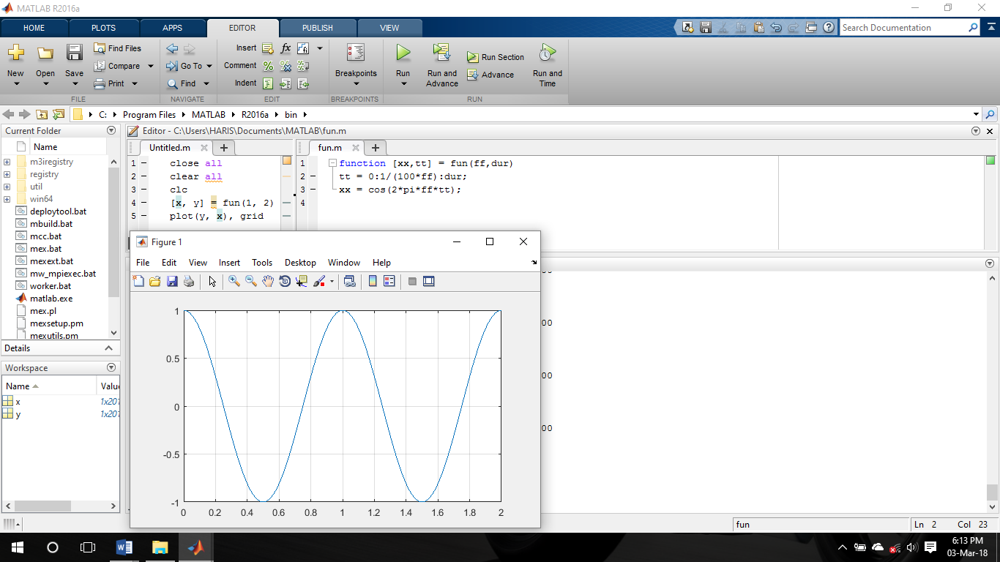 MATLAB R2016a
HOME PLOTS APPS EDITOR PUBLISH VIEW
Search Documentation
New Open Save
Find Files
Compare
Print
Go To
Find
Insert fx
Comment
Indent
Breakpoints
Run
Run and Advance
Run Section
Advance
Run and Time
FILE NAVIGATE EDIT BREAKPOINTS RUN
C: Program Files MATLAB R2016a bin
Current Folder
Name
m3iregistry
registry
util
win64
deploytool.bat
mbuild.bat
mcc.bat
mex.bat
mexext.bat
mw_mpiexec.bat
worker.bat
matlab.exe
mex.pl
mexsetup.pm
mexutils.pm
Details
Workspace
Name Value
x 1x201
y 1x201
Editor - C:\Users\HARIS\Documents\MATLAB\fun.m
Untitled.m
1 close all
2 clear all
3 clc
4 [x, y] = fun(1, 2)
5 plot(y, x), grid
fun.m
1 function [xx,tt] = fun(ff,dur)
2 tt = 0:1/(100*ff):dur;
3 xx = cos(2*pi*ff*tt);
4
Figure 1
File Edit View Insert Tools Desktop Window Help
1
0.5
0
-0.5
-1
0 0.2 0.4 0.6 0.8 1 1.2 1.4 1.6 1.8 2
00
00
00
fun Ln 2 Col 23
6:13 PM
03-Mar-18